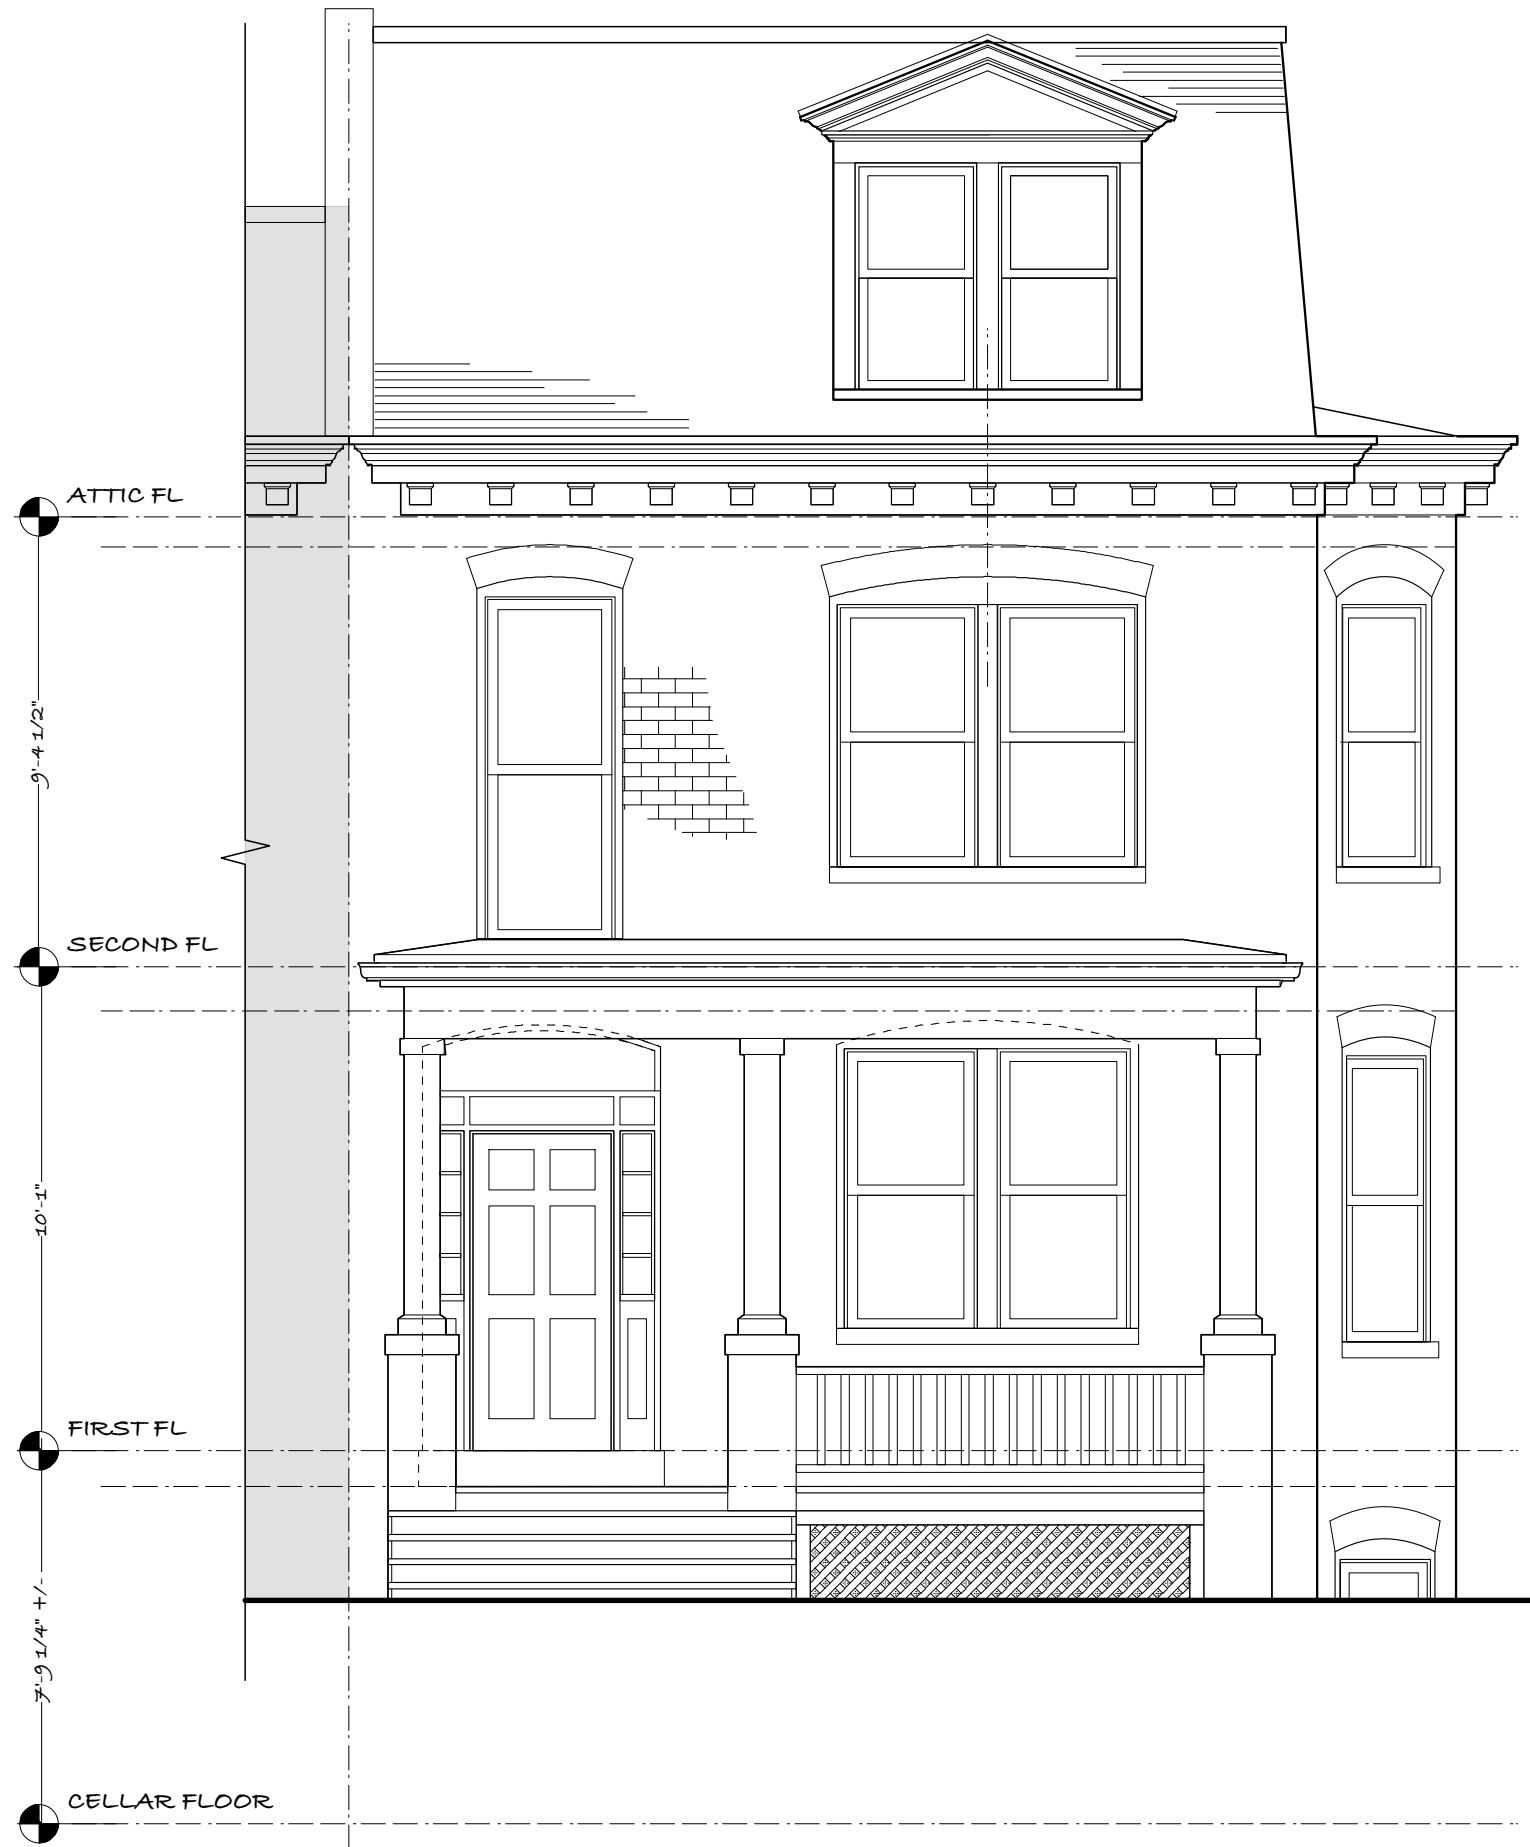 ATTIC FL
9'-4 1/2"
SECOND FL
10'-1"
FIRST FL
7'-9 1/4" +/-
CELLAR FLOOR